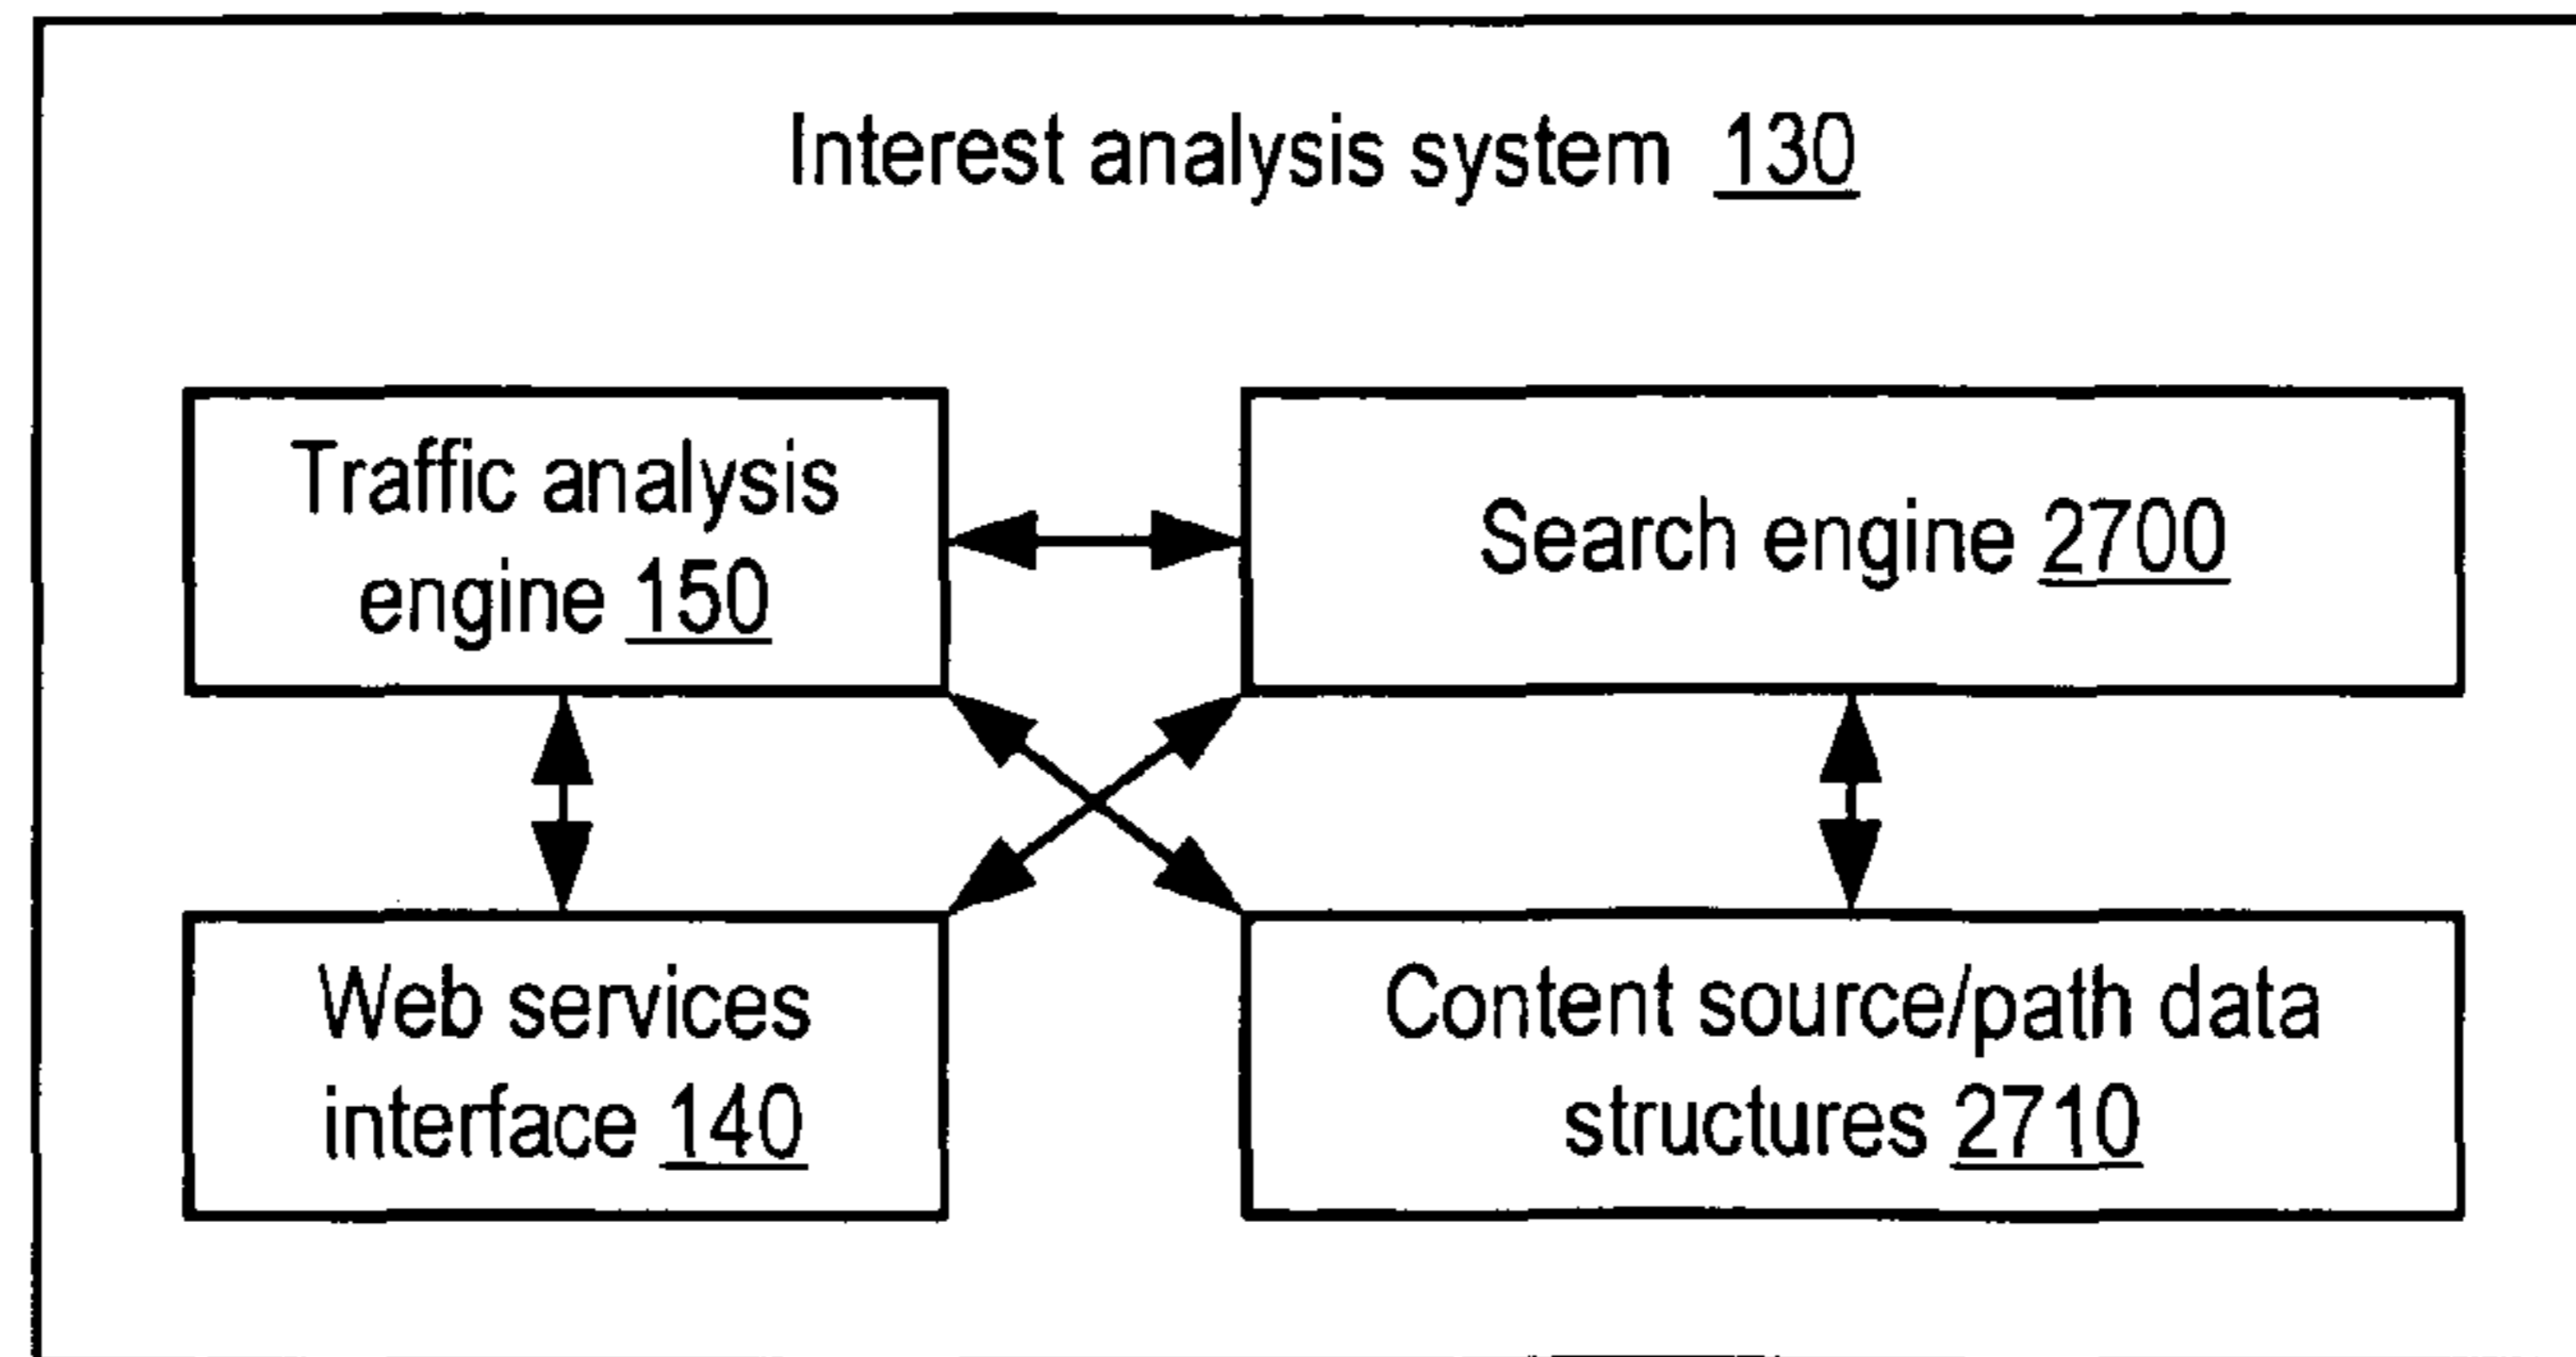 Interest analysis system 130
Traffic analysis
engine 150
Search engine 2700
Web services
interface 140
Content source/path data
structures 2710